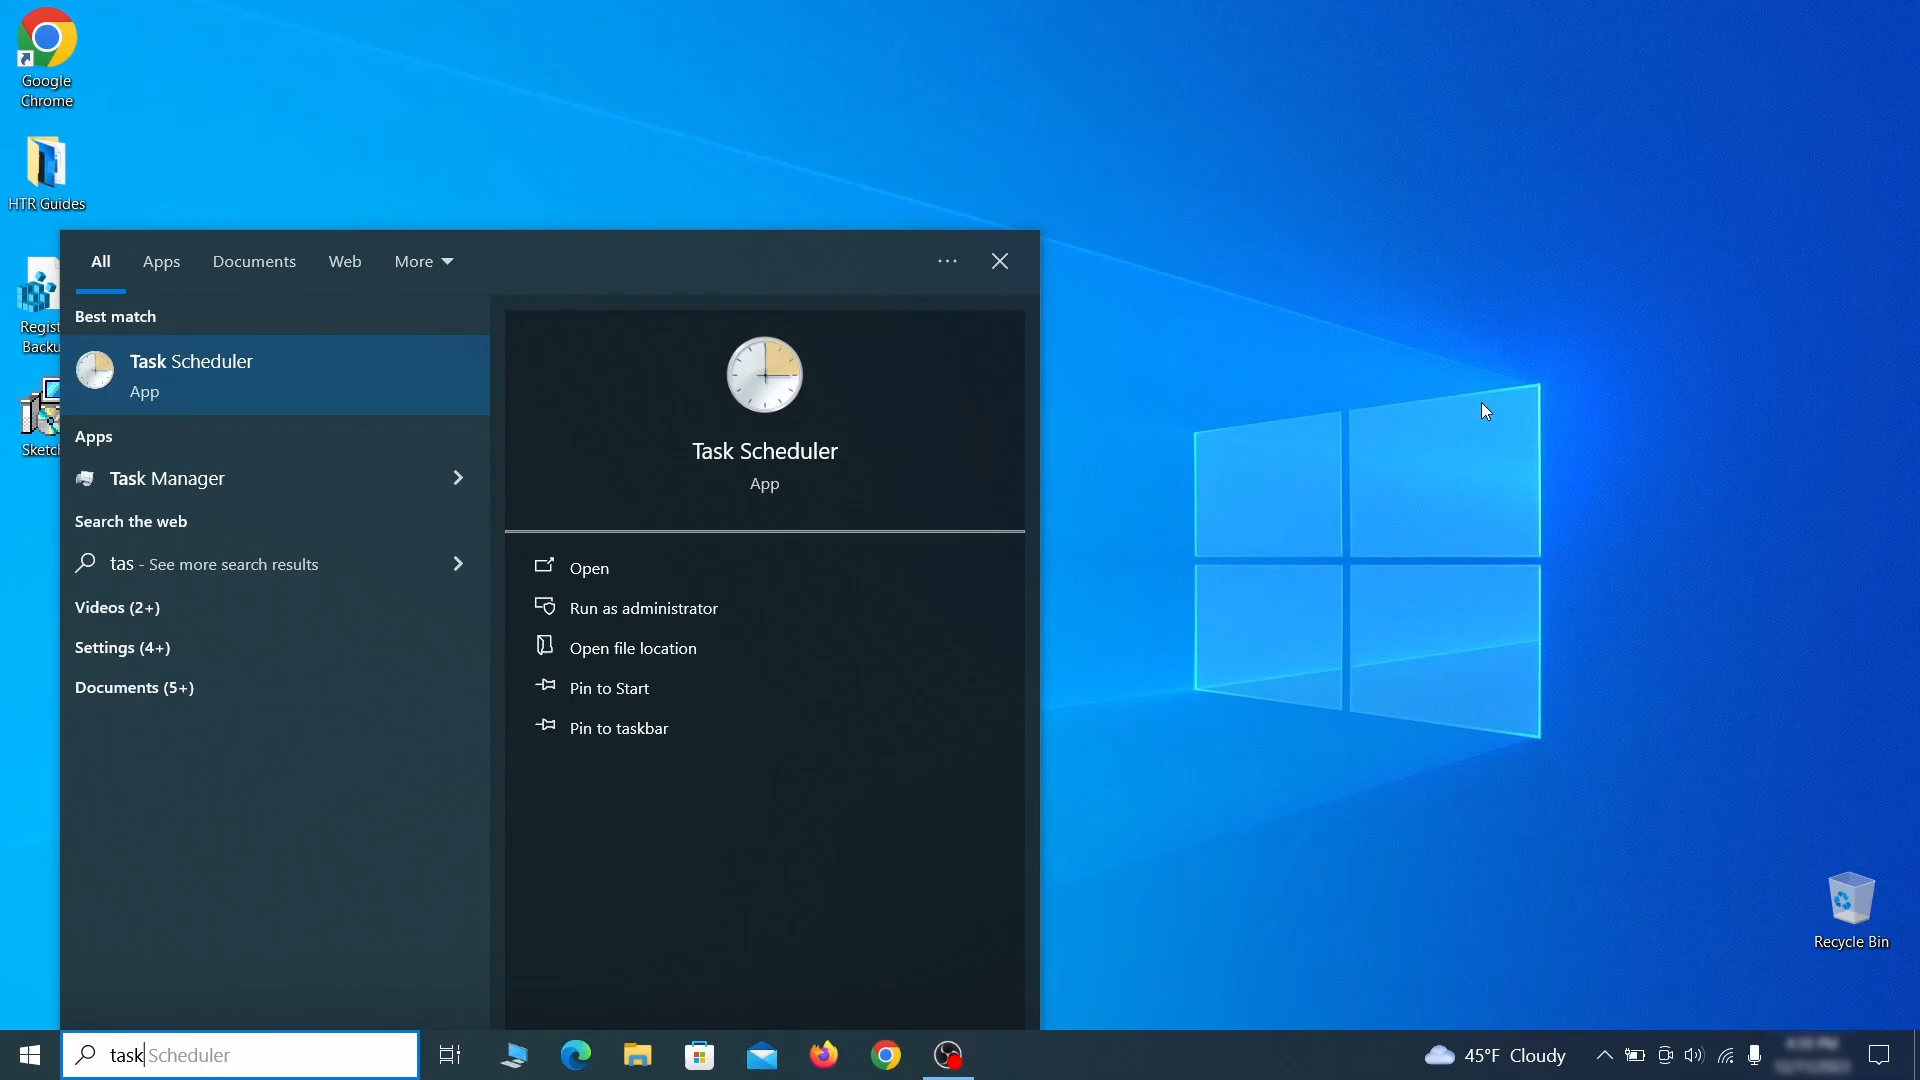 Google
Chrome
HTR Guides
Regist
Backu
Sketch
All
Apps
Documents
Web
More
Best match
Task Scheduler
App
Apps
Task Manager
Search the web
tas - See more search results
Videos (2+)
Settings (4+)
Documents (5+)
Task Scheduler
App
Open
Run as administrator
Open file location
Pin to Start
Pin to taskbar
Recycle Bin
task Scheduler
45°F Cloudy